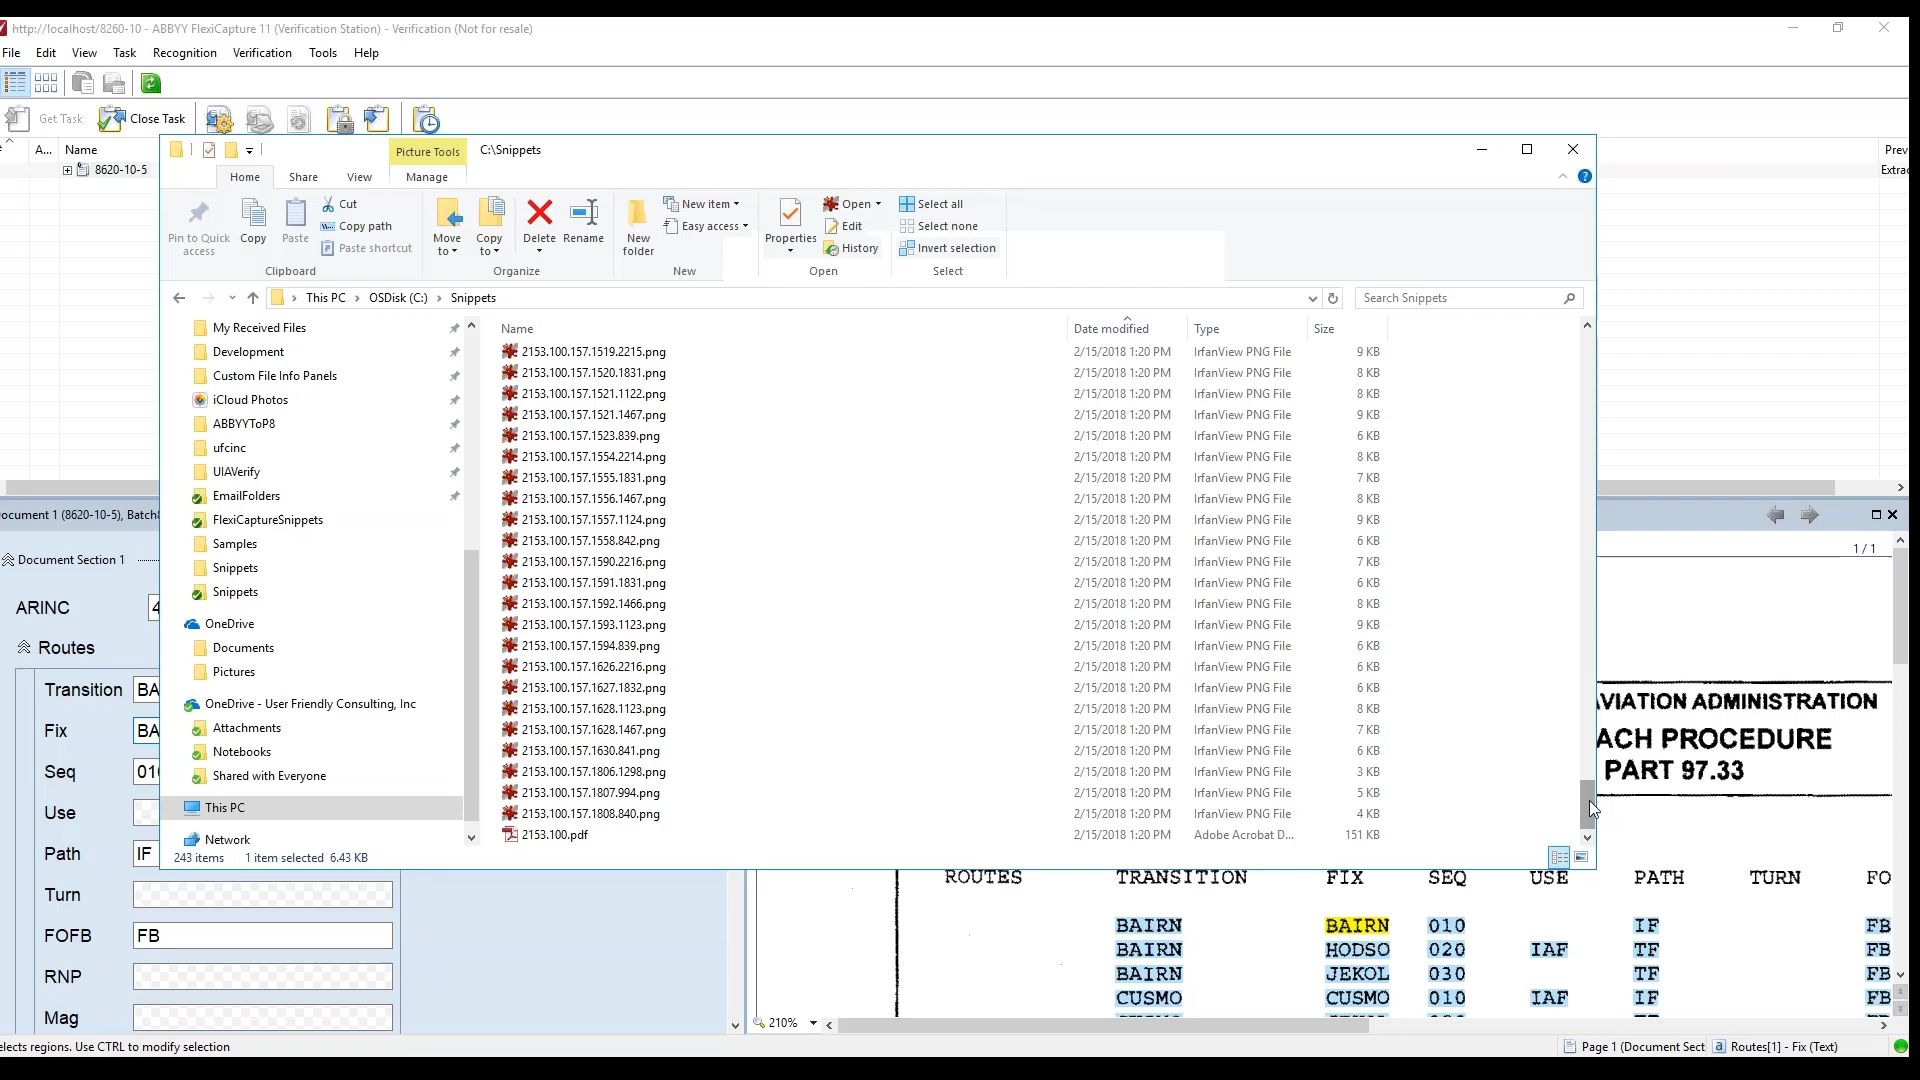 http://localhost/8260-10 - ABBYY FlexiCapture 11 (Verification Station) - Verification (Not for resale)
File Edit View Task Recognition Verification Tools Help
Get Task Close Task
A... Name Prev
8620-10-5 Extrac
Picture Tools C:\Snippets
Home Share View Manage
Pin to Quick access Copy Paste Cut Copy path Paste shortcut
Move to Copy to Delete Rename New folder New item Easy access
Properties Open Edit History Select all Select none Invert selection
Clipboard Organize New Open Select
This PC > OSDisk (C:) > Snippets Search Snippets
My Received Files
Development
Custom File Info Panels
iCloud Photos
ABBYYToP8
ufcinc
UIAVerify
EmailFolders
FlexiCaptureSnippets
Samples
Snippets
Snippets
OneDrive
Documents
Pictures
OneDrive - User Friendly Consulting, Inc
Attachments
Notebooks
Shared with Everyone
This PC
Network
Name Date modified Type Size
2153.100.157.1519.2215.png 2/15/2018 1:20 PM IrfanView PNG File 9 KB
2153.100.157.1520.1831.png 2/15/2018 1:20 PM IrfanView PNG File 8 KB
2153.100.157.1521.1122.png 2/15/2018 1:20 PM IrfanView PNG File 8 KB
2153.100.157.1521.1467.png 2/15/2018 1:20 PM IrfanView PNG File 9 KB
2153.100.157.1523.839.png 2/15/2018 1:20 PM IrfanView PNG File 6 KB
2153.100.157.1554.2214.png 2/15/2018 1:20 PM IrfanView PNG File 8 KB
2153.100.157.1555.1831.png 2/15/2018 1:20 PM IrfanView PNG File 7 KB
2153.100.157.1556.1467.png 2/15/2018 1:20 PM IrfanView PNG File 8 KB
2153.100.157.1557.1124.png 2/15/2018 1:20 PM IrfanView PNG File 9 KB
2153.100.157.1558.842.png 2/15/2018 1:20 PM IrfanView PNG File 6 KB
2153.100.157.1590.2216.png 2/15/2018 1:20 PM IrfanView PNG File 7 KB
2153.100.157.1591.1831.png 2/15/2018 1:20 PM IrfanView PNG File 6 KB
2153.100.157.1592.1466.png 2/15/2018 1:20 PM IrfanView PNG File 8 KB
2153.100.157.1593.1123.png 2/15/2018 1:20 PM IrfanView PNG File 9 KB
2153.100.157.1594.839.png 2/15/2018 1:20 PM IrfanView PNG File 6 KB
2153.100.157.1626.2216.png 2/15/2018 1:20 PM IrfanView PNG File 6 KB
2153.100.157.1627.1832.png 2/15/2018 1:20 PM IrfanView PNG File 6 KB
2153.100.157.1628.1123.png 2/15/2018 1:20 PM IrfanView PNG File 8 KB
2153.100.157.1628.1467.png 2/15/2018 1:20 PM IrfanView PNG File 7 KB
2153.100.157.1630.841.png 2/15/2018 1:20 PM IrfanView PNG File 6 KB
2153.100.157.1806.1298.png 2/15/2018 1:20 PM IrfanView PNG File 3 KB
2153.100.157.1807.994.png 2/15/2018 1:20 PM IrfanView PNG File 5 KB
2153.100.157.1808.840.png 2/15/2018 1:20 PM IrfanView PNG File 4 KB
2153.100.pdf 2/15/2018 1:20 PM Adobe Acrobat D... 151 KB
243 items 1 item selected 6.43 KB
ocument 1 (8620-10-5), Batch
Document Section 1
ARINC 4
Routes
Transition BA
Fix BA
Seq 01
Use
Path IF
Turn
FOFB FB
RNP
Mag
1 / 1
VIATION ADMINISTRATION
ACH PROCEDURE
PART 97.33
ROUTES TRANSITION FIX SEQ USE PATH TURN FO
BAIRN BAIRN 010 IF FB
BAIRN HODSO 020 IAF TF FB
BAIRN JEKOL 030 TF FB
CUSMO CUSMO 010 IAF IF FB
210%
elects regions. Use CTRL to modify selection
Page 1 (Document Sect Routes[1] - Fix (Text)